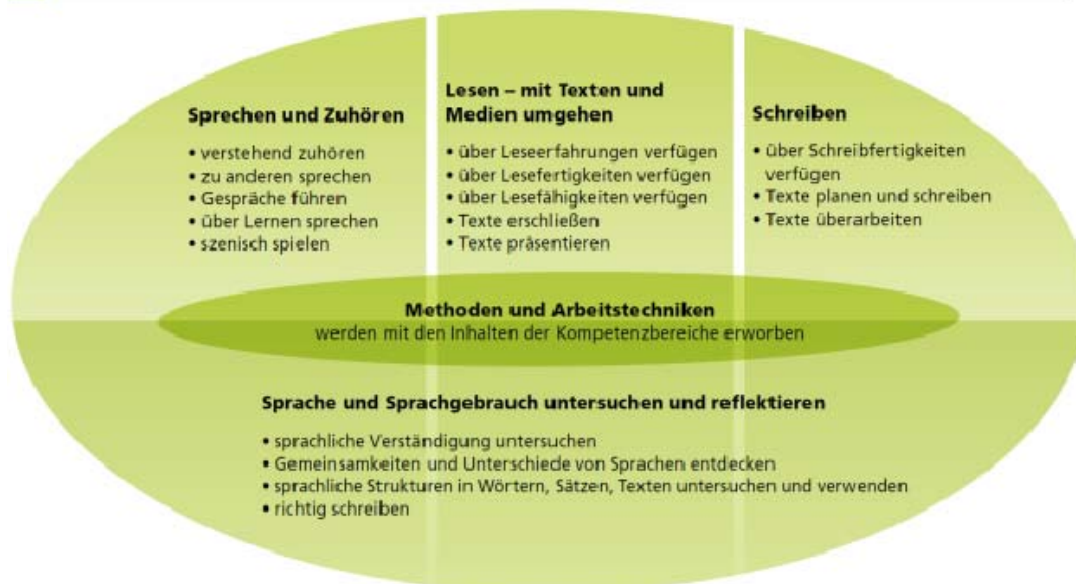 Sprechen und Zuhören
• verstehend zuhören
• zu anderen sprechen
• Gespräche führen
• über Lernen sprechen
• szenisch spielen
Lesen – mit Texten und
Medien umgehen
• über Leseerfahrungen verfügen
• über Lesefertigkeiten verfügen
• über Lesefähigkeiten verfügen
• Texte erschließen
• Texte präsentieren
Schreiben
• über Schreibfertigkeiten
verfügen
• Texte planen und schreiben
• Texte überarbeiten
Methoden und Arbeitstechniken
werden mit den Inhalten der Kompetenzbereiche erworben
Sprache und Sprachgebrauch untersuchen und reflektieren
• sprachliche Verständigung untersuchen
• Gemeinsamkeiten und Unterschiede von Sprachen entdecken
• sprachliche Strukturen in Wörtern, Sätzen, Texten untersuchen und verwenden
• richtig schreiben